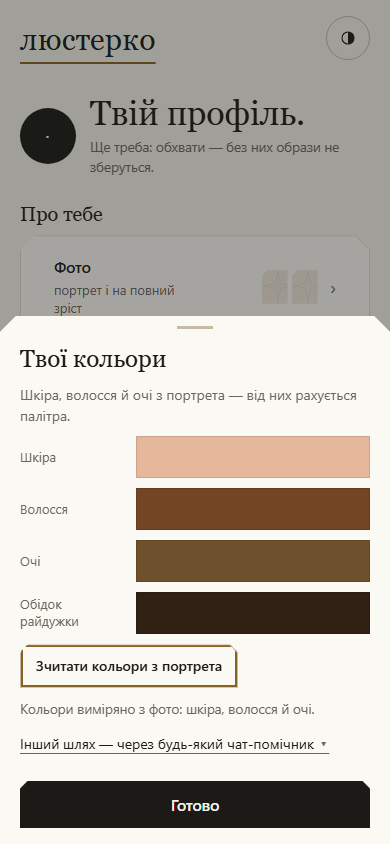 люстерко
Твій профіль.
Ще треба: обхвати — без них образи не
зберуться.
Про тебе
Фото
портрет і на повний
зріст
Твої кольори
Шкіра, волосся й очі з портрета — від них рахується
палітра.
Шкіра
Волосся
Очі
Обідок
райдужки
Зчитати кольори з портрета
Кольори виміряно з фото: шкіра, волосся й очі.
Інший шлях — через будь-який чат-помічник
Готово